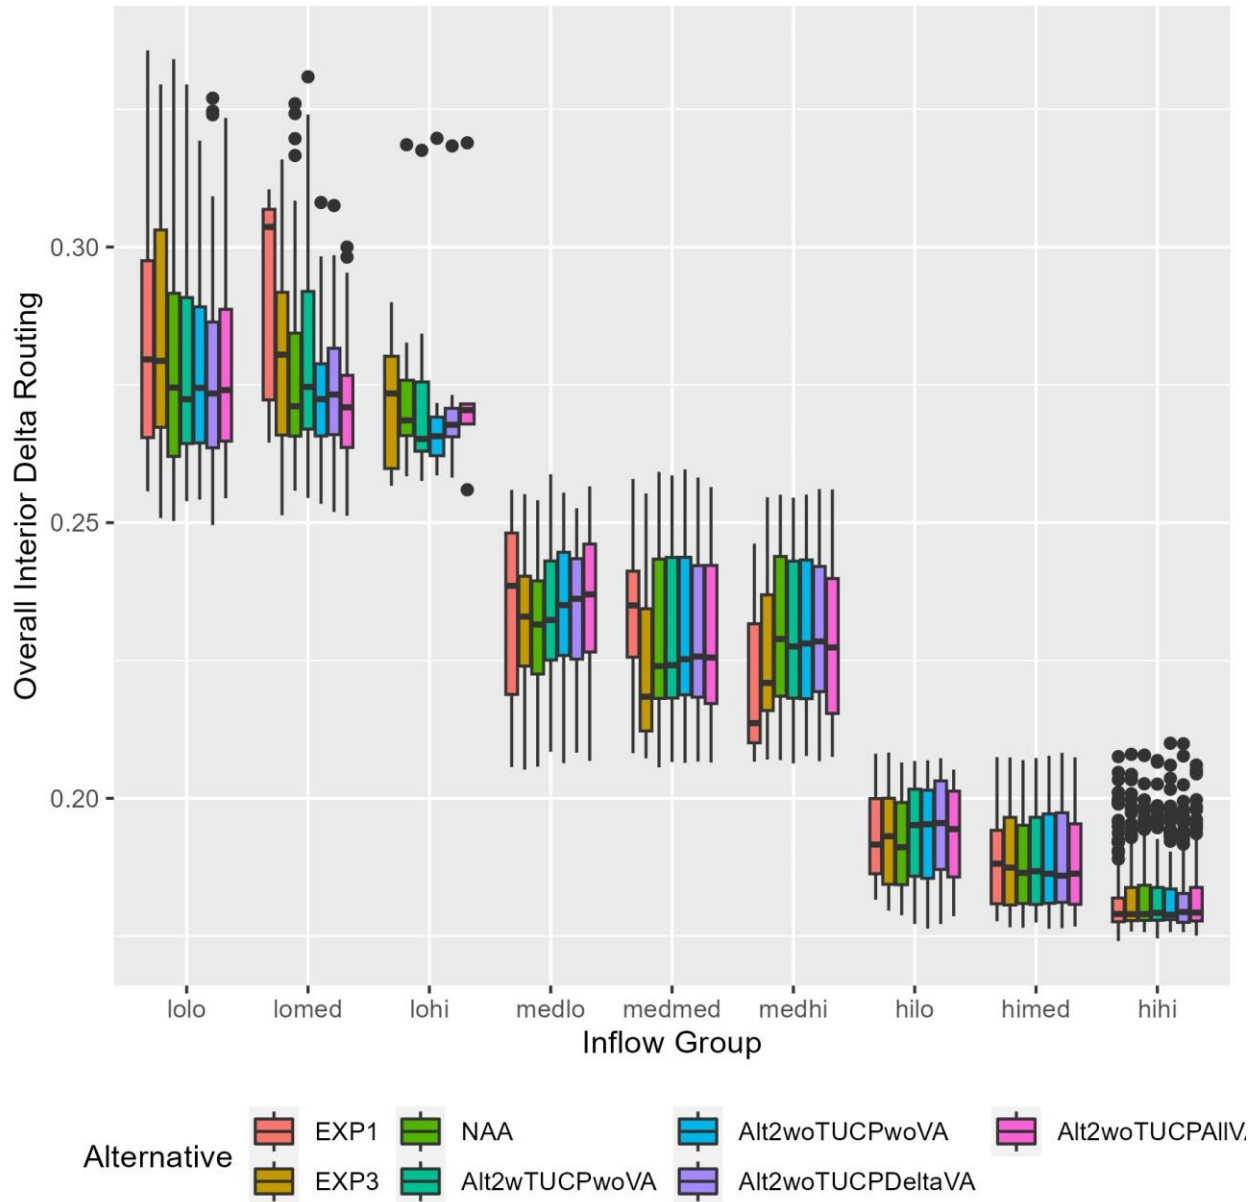 Overall Interior Delta Routing
0.30
0.25
0.20
lolo lomed lohi medlo medmed medhi hilo himed hihi
Inflow Group
Alternative
EXP1 NAA Alt2woTUCPwoVA Alt2woTUCPAllVA
EXP3 Alt2wTUCPwoVA Alt2woTUCPDeltaVA